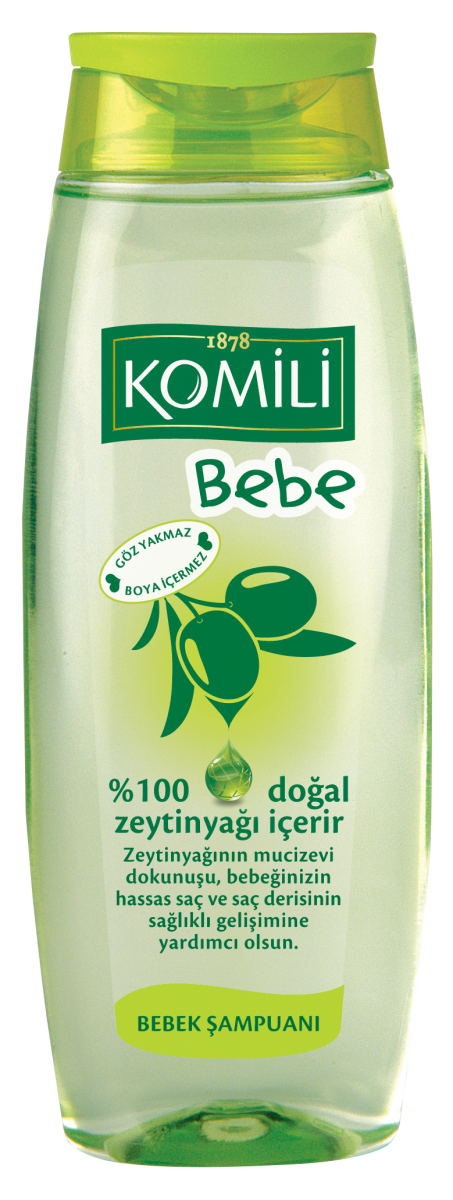 1878
KOMİLİ
Bebe
GÖZ YAKMAZ
BOYA İÇERMEZ
%100 doğal
zeytinyağı içerir
Zeytinyağının mucizevi
dokunuşu, bebeğinizin
hassas saç ve saç derisinin
sağlıklı gelişimine
yardımcı olsun.
BEBEK ŞAMPUANI